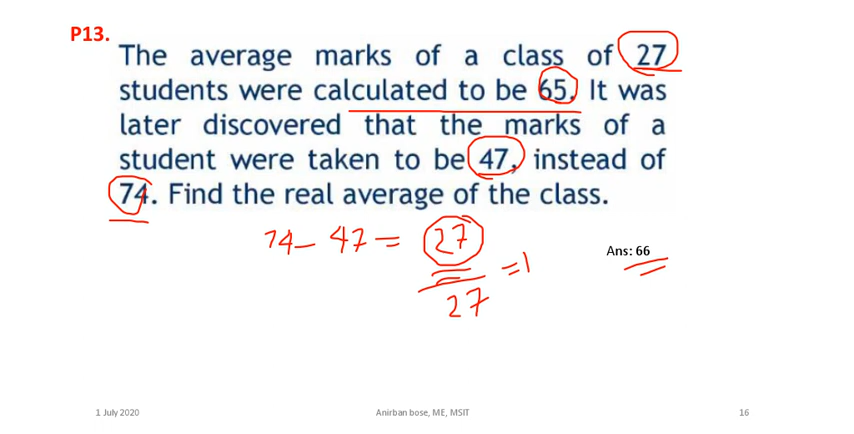 P13.
The average marks of a class of 27
students were calculated to be 65. It was
later discovered that the marks of a
student were taken to be 47, instead of
74. Find the real average of the class.
74 - 47 = 27
27 = 1
Ans: 66
1 July 2020 Anirban bose, ME, MSIT 16